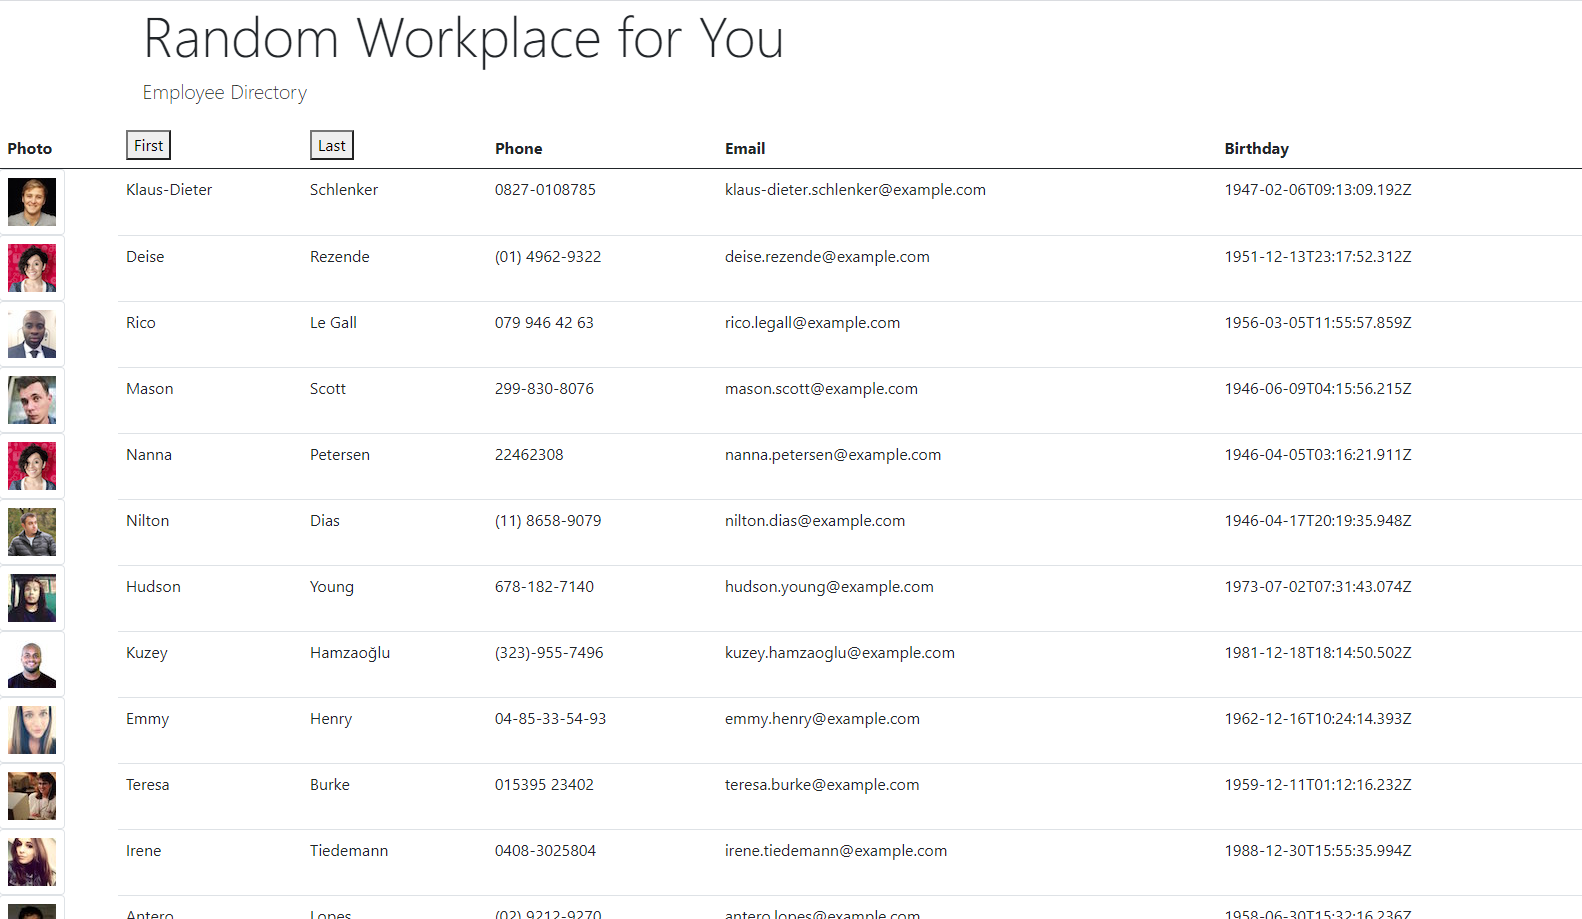 Random Workplace for You
Employee Directory
Photo First Last Phone Email Birthday
Klaus-Dieter Schlenker 0827-0108785 klaus-dieter.schlenker@example.com 1947-02-06T09:13:09.192Z
Deise Rezende (01) 4962-9322 deise.rezende@example.com 1951-12-13T23:17:52.312Z
Rico Le Gall 079 946 42 63 rico.legall@example.com 1956-03-05T11:55:57.859Z
Mason Scott 299-830-8076 mason.scott@example.com 1946-06-09T04:15:56.215Z
Nanna Petersen 22462308 nanna.petersen@example.com 1946-04-05T03:16:21.911Z
Nilton Dias (11) 8658-9079 nilton.dias@example.com 1946-04-17T20:19:35.948Z
Hudson Young 678-182-7140 hudson.young@example.com 1973-07-02T07:31:43.074Z
Kuzey Hamzaoğlu (323)-955-7496 kuzey.hamzaoglu@example.com 1981-12-18T18:14:50.502Z
Emmy Henry 04-85-33-54-93 emmy.henry@example.com 1962-12-16T10:24:14.393Z
Teresa Burke 015395 23402 teresa.burke@example.com 1959-12-11T01:12:16.232Z
Irene Tiedemann 0408-3025804 irene.tiedemann@example.com 1988-12-30T15:55:35.994Z
Antero Lopes (02) 9212-9270 antero.lopes@example.com 1958-06-30T15:32:16.236Z